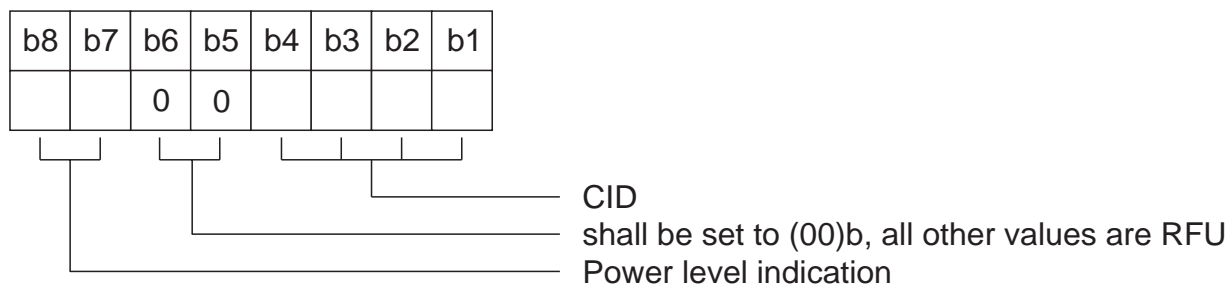 b8 b7 b6 b5 b4 b3 b2 b1
0 0
CID
shall be set to (00)b, all other values are RFU
Power level indication